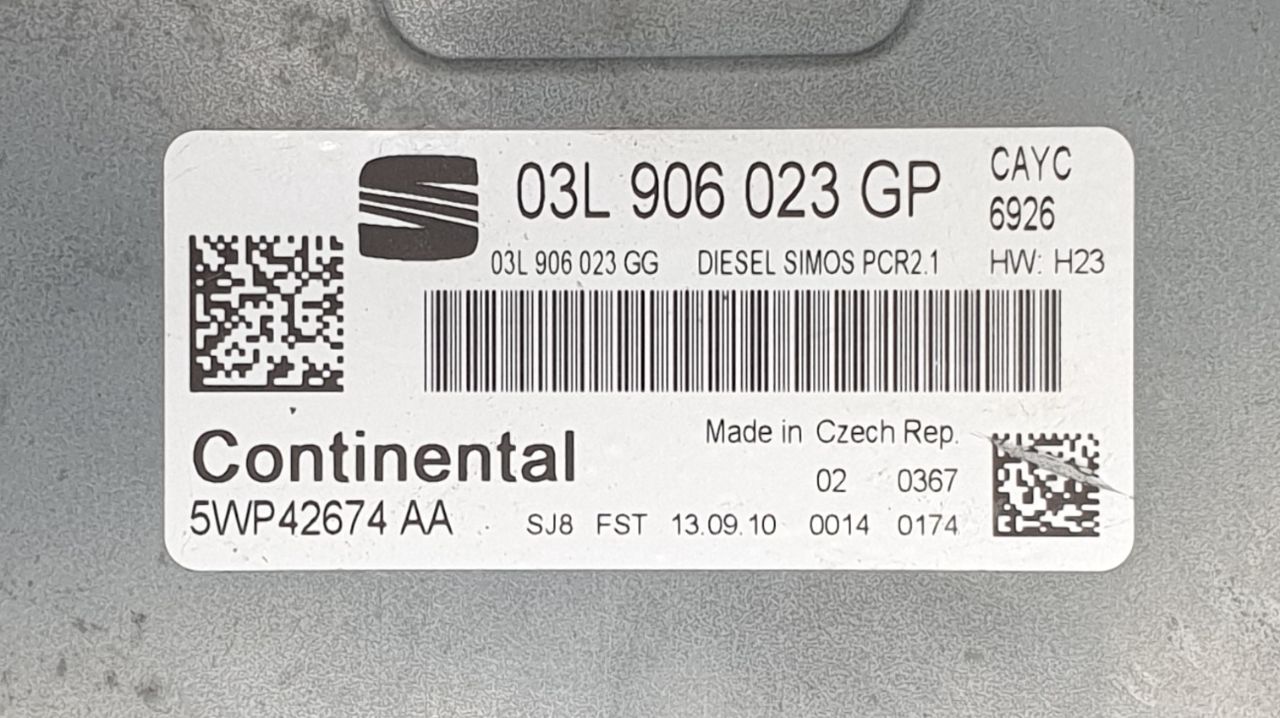 03L 906 023 GP CAYC
6926
03L 906 023 GG DIESEL SIMOS PCR2.1 HW: H23
Continental
Made in Czech Rep.
02 0367
5WP42674 AA SJ8 FST 13.09.10 0014 0174